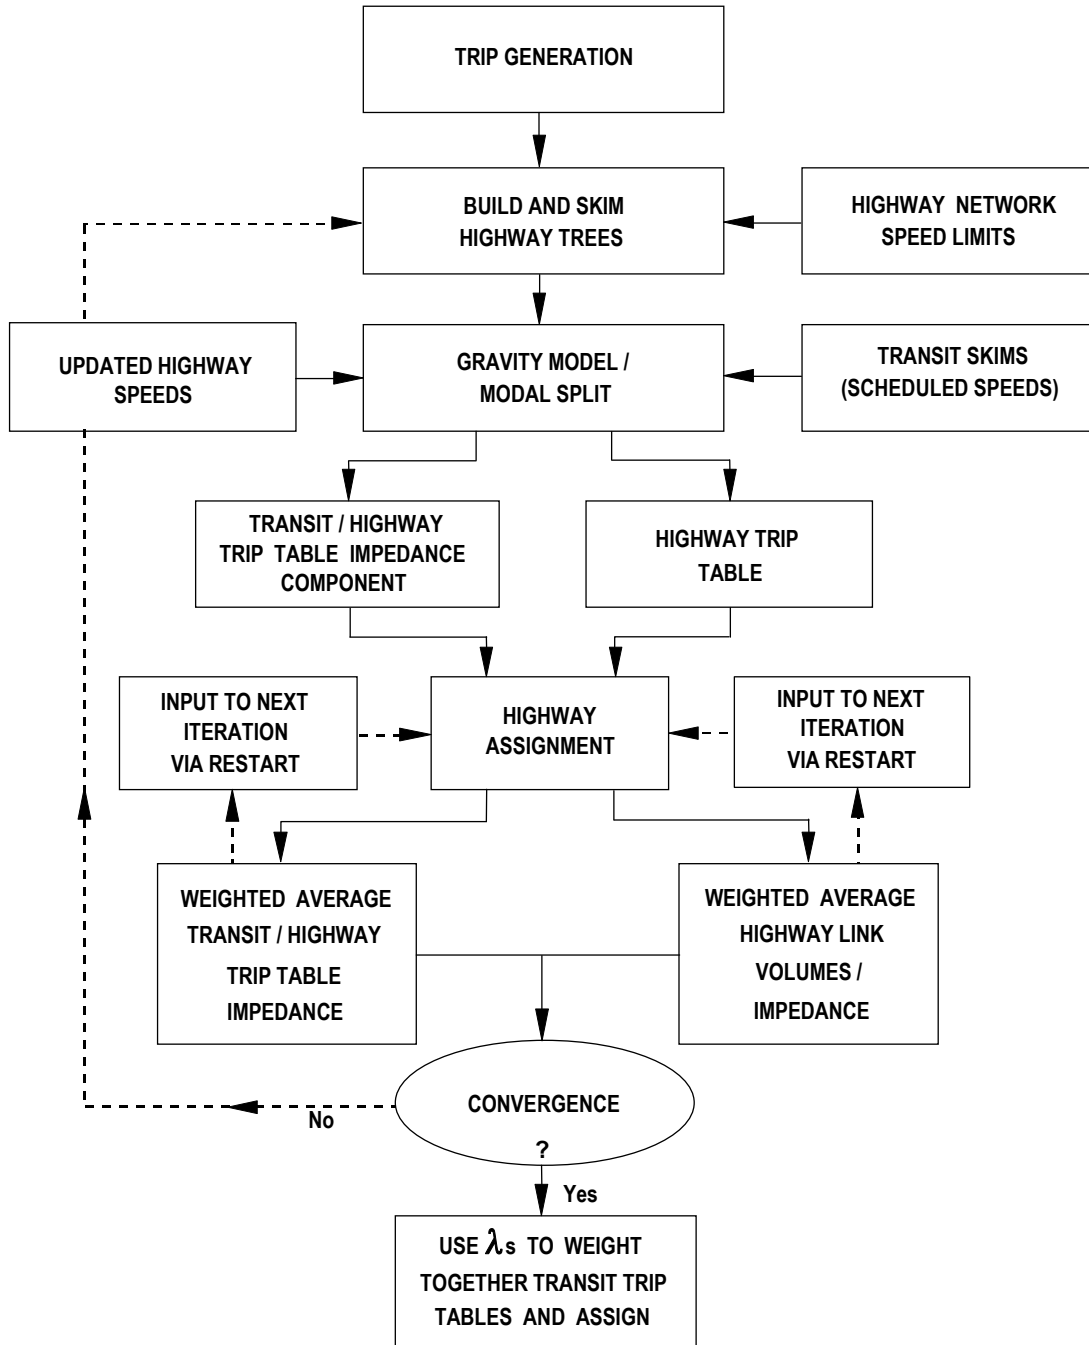 TRIP GENERATION
BUILD AND SKIM
HIGHWAY TREES
HIGHWAY NETWORK
SPEED LIMITS
UPDATED HIGHWAY
SPEEDS
GRAVITY MODEL /
MODAL SPLIT
TRANSIT SKIMS
(SCHEDULED SPEEDS)
TRANSIT / HIGHWAY
TRIP TABLE IMPEDANCE
COMPONENT
HIGHWAY TRIP
TABLE
INPUT TO NEXT
ITERATION
VIA RESTART
HIGHWAY
ASSIGNMENT
INPUT TO NEXT
ITERATION
VIA RESTART
WEIGHTED AVERAGE
TRANSIT / HIGHWAY
TRIP TABLE
IMPEDANCE
WEIGHTED AVERAGE
HIGHWAY LINK
VOLUMES /
IMPEDANCE
CONVERGENCE
?
No
Yes
USE λs TO WEIGHT
TOGETHER TRANSIT TRIP
TABLES AND ASSIGN